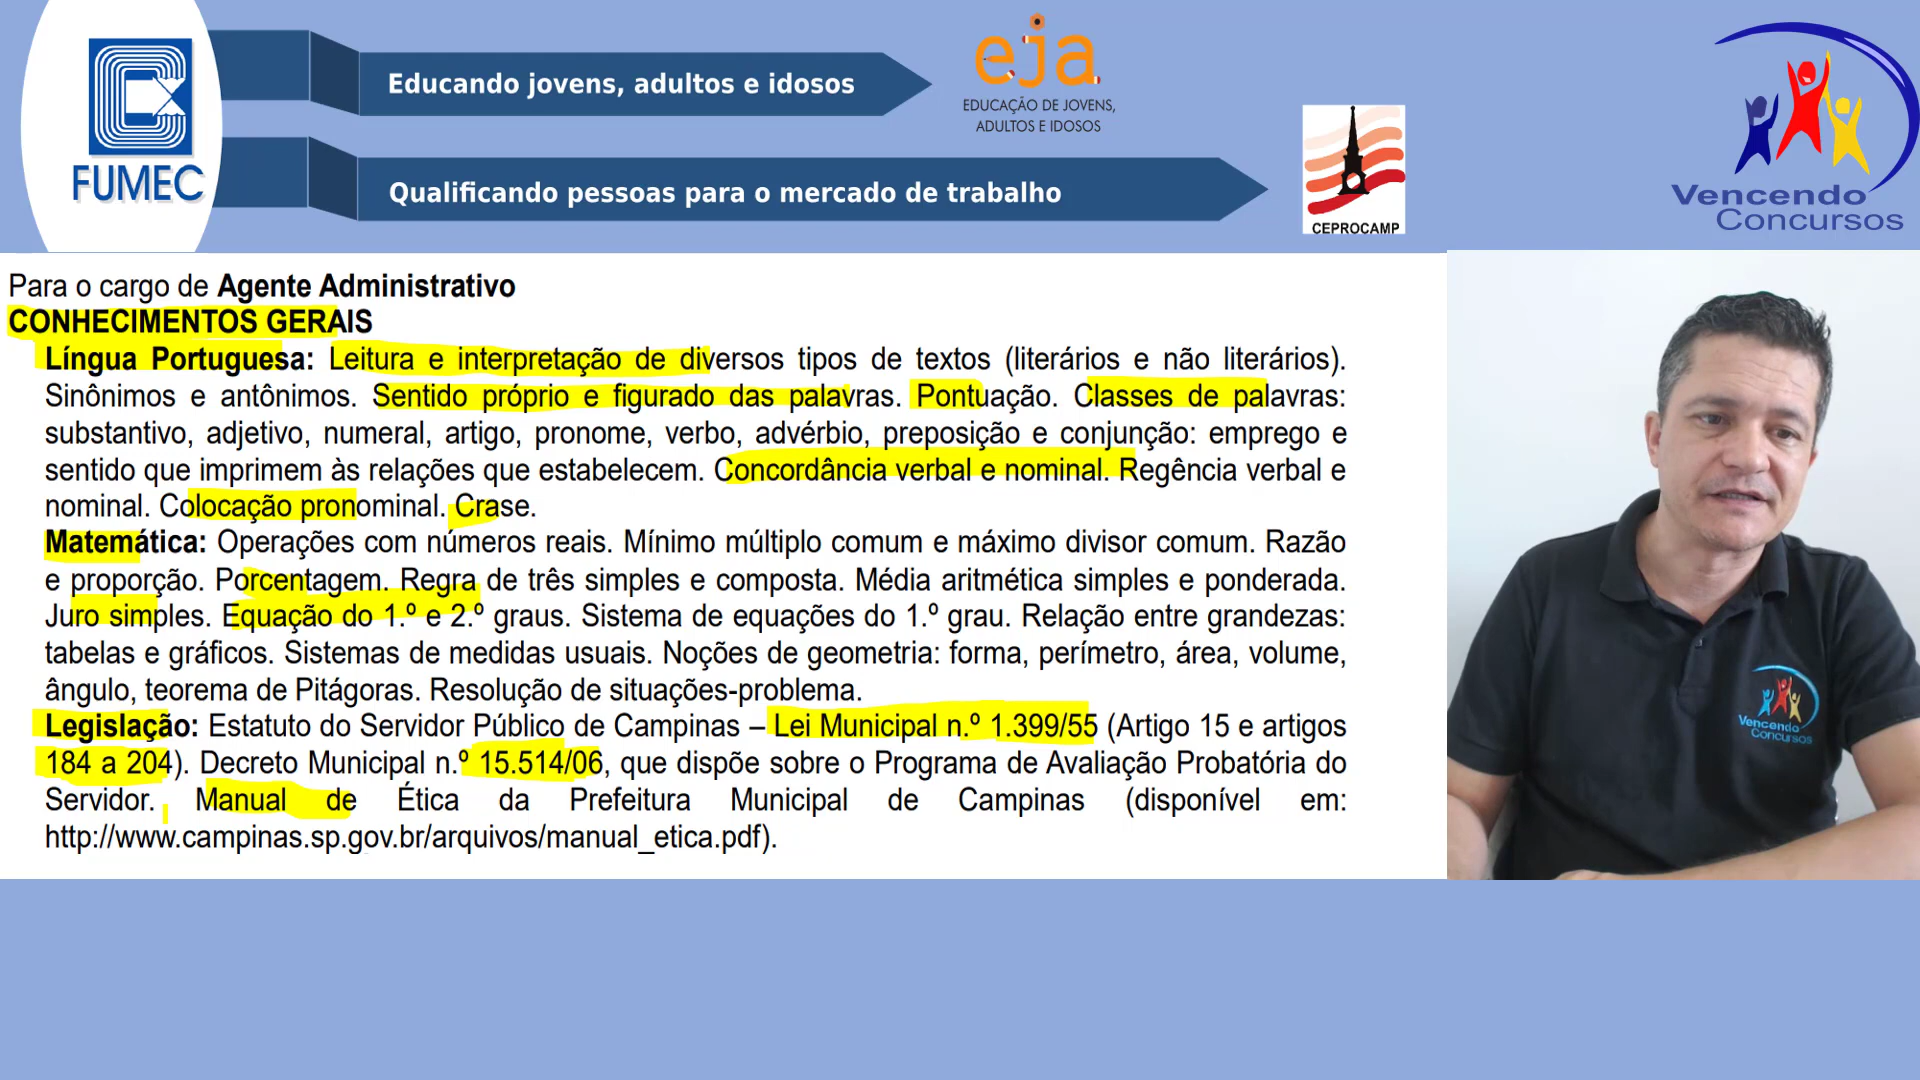 FUMEC
Educando jovens, adultos e idosos
eja
EDUCAÇÃO DE JOVENS,
ADULTOS E IDOSOS
Qualificando pessoas para o mercado de trabalho
CEPROCAMP
Vencendo
Concursos
Para o cargo de Agente Administrativo
CONHECIMENTOS GERAIS
Língua Portuguesa: Leitura e interpretação de diversos tipos de textos (literários e não literários).
Sinônimos e antônimos. Sentido próprio e figurado das palavras. Pontuação. Classes de palavras:
substantivo, adjetivo, numeral, artigo, pronome, verbo, advérbio, preposição e conjunção: emprego e
sentido que imprimem às relações que estabelecem. Concordância verbal e nominal. Regência verbal e
nominal. Colocação pronominal. Crase.
Matemática: Operações com números reais. Mínimo múltiplo comum e máximo divisor comum. Razão
e proporção. Porcentagem. Regra de três simples e composta. Média aritmética simples e ponderada.
Juro simples. Equação do 1.º e 2.º graus. Sistema de equações do 1.º grau. Relação entre grandezas:
tabelas e gráficos. Sistemas de medidas usuais. Noções de geometria: forma, perímetro, área, volume,
ângulo, teorema de Pitágoras. Resolução de situações-problema.
Legislação: Estatuto do Servidor Público de Campinas – Lei Municipal n.º 1.399/55 (Artigo 15 e artigos
184 a 204). Decreto Municipal n.º 15.514/06, que dispõe sobre o Programa de Avaliação Probatória do
Servidor. Manual de Ética da Prefeitura Municipal de Campinas (disponível em:
http://www.campinas.sp.gov.br/arquivos/manual_etica.pdf).
Vencendo
Concursos